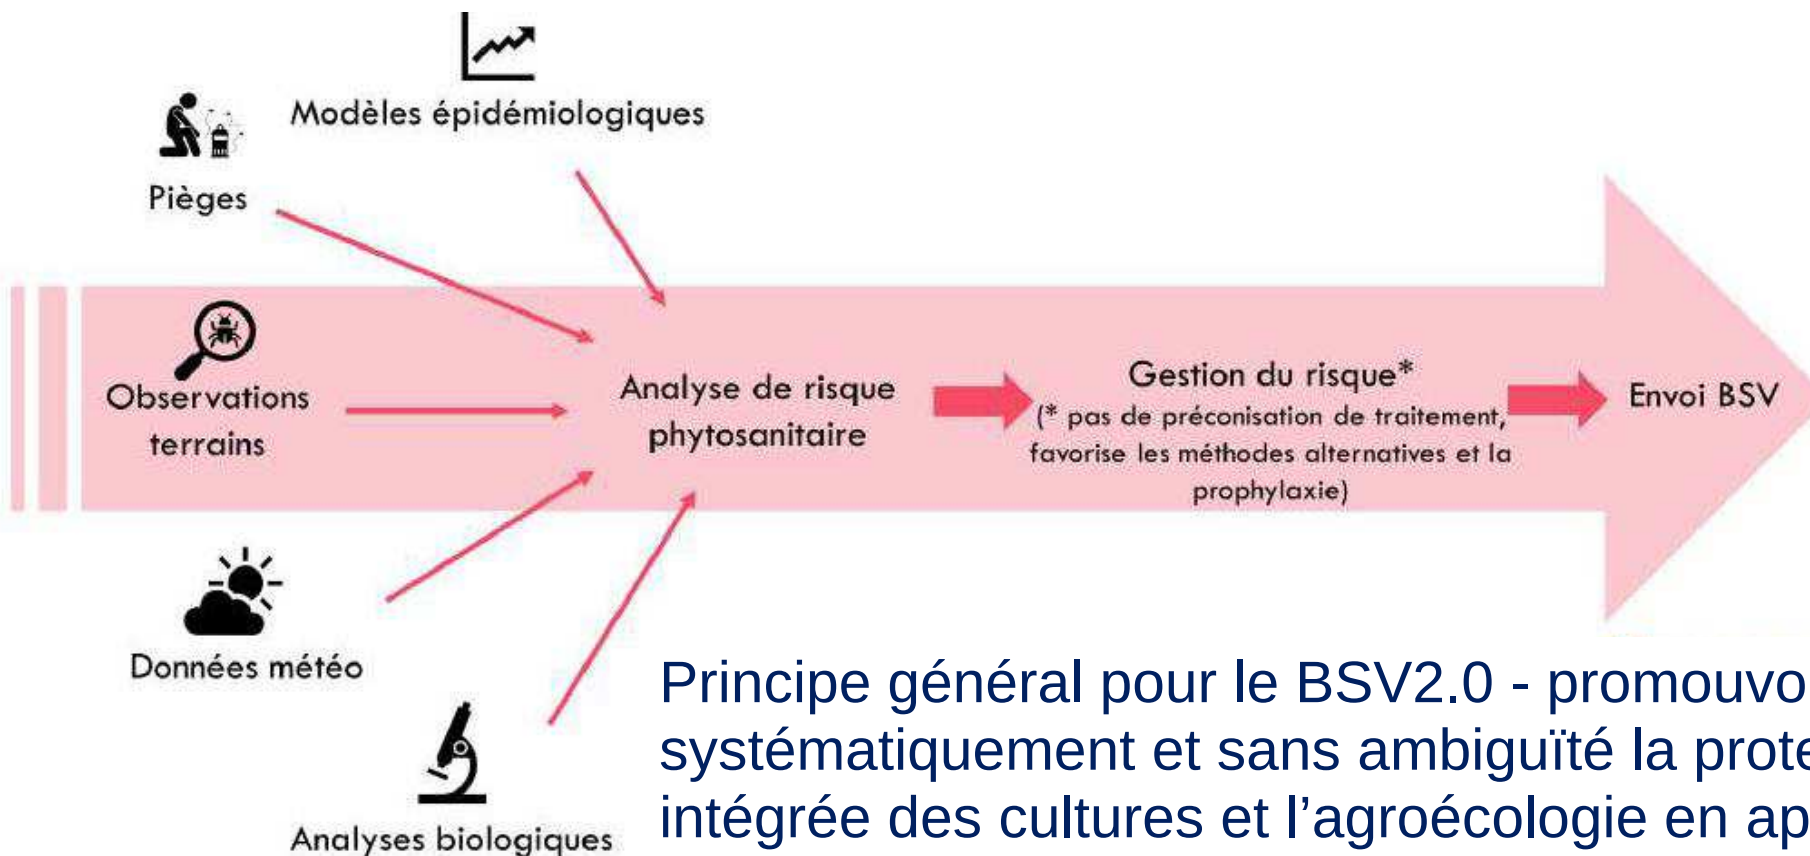 Modèles épidémiologiques
Pièges
Observations
terrains
Analyse de risque
phytosanitaire
Gestion du risque*
(* pas de préconisation de traitement,
favorise les méthodes alternatives et la
prophylaxie)
Envoi BSV
Données météo
Analyses biologiques
Principe général pour le BSV2.0 - promouvo
systématiquement et sans ambiguïté la prote
intégrée des cultures et l’agroécologie en ap